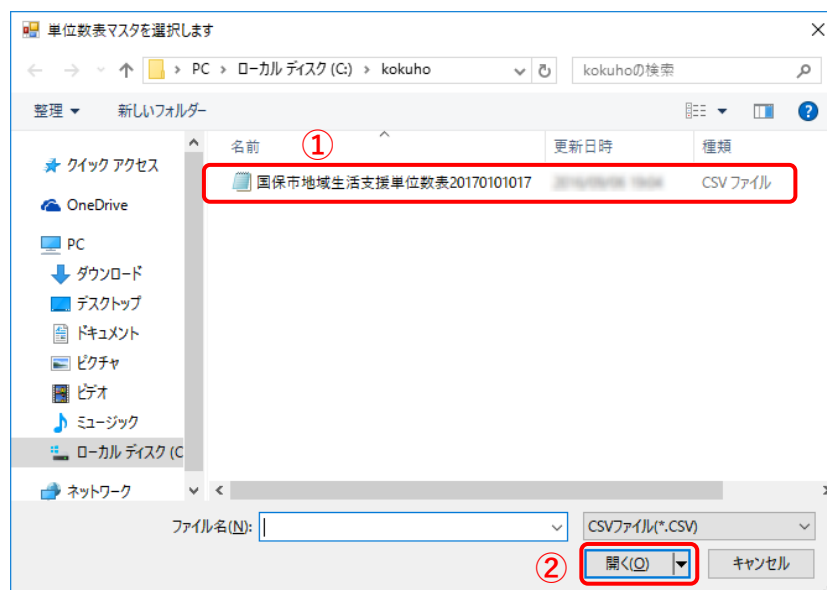 単位数表マスタを選択します
PC › ローカル ディスク (C:) › kokuho
kokuhoの検索
整理
新しいフォルダー
①
名前
更新日時
種類
国保市地域生活支援単位数表20170101017
CSV ファイル
クイック アクセス
OneDrive
PC
ダウンロード
デスクトップ
ドキュメント
ピクチャ
ビデオ
ミュージック
ローカル ディスク (C
ネットワーク
ファイル名(N):
CSVファイル(*.CSV)
②
開く(O)
キャンセル